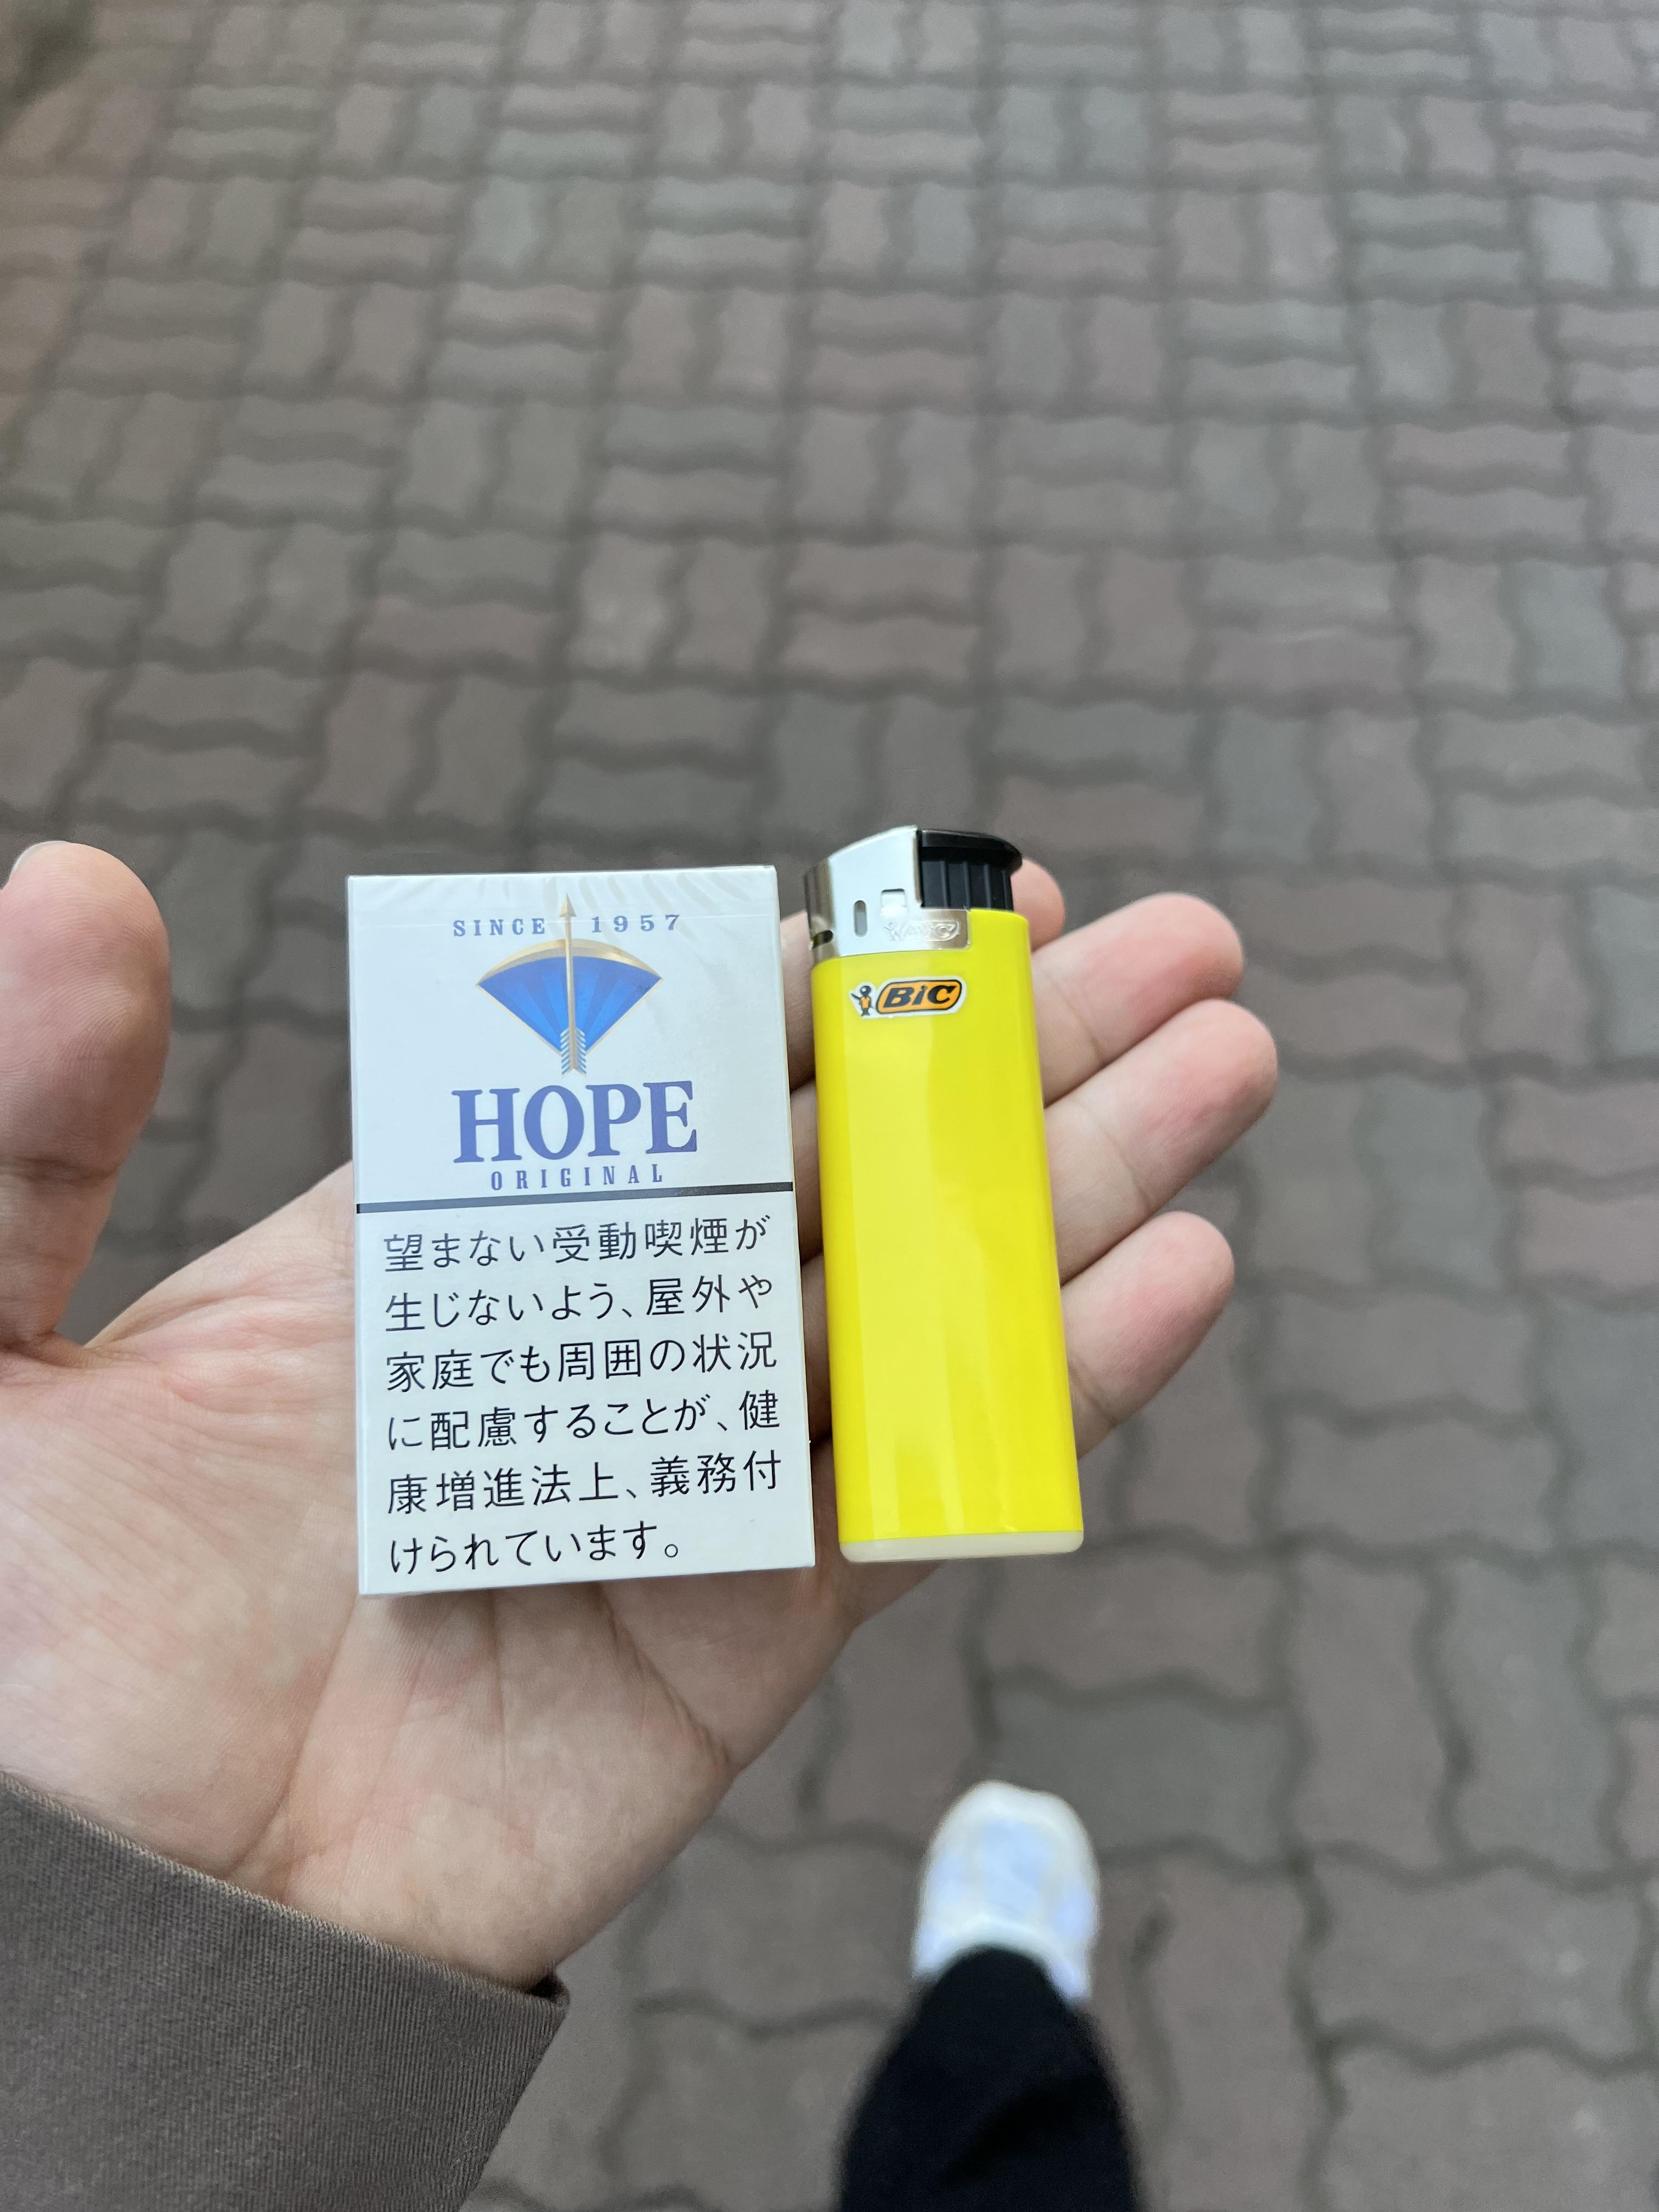 SINCE 1957
HOPE
ORIGINAL
望まない受動喫煙が
生じないよう、屋外や
家庭でも周囲の状況
に配慮することが、健
康増進法上、義務付
けられています。
BiC